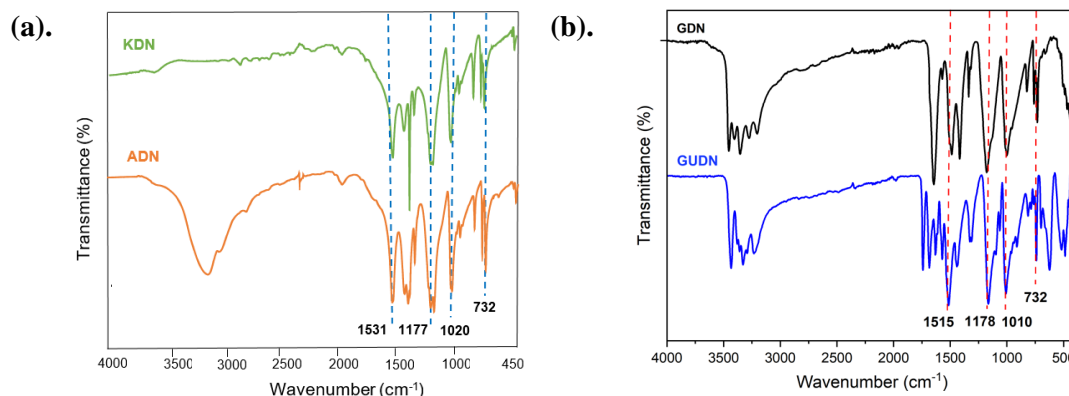 (a).
KDN
ADN
Transmittance (%)
1531
1177
1020
732
4000
3500
3000
2500
2000
1500
1000
450
Wavenumber (cm-1)
(b).
GDN
GUDN
Transmittance (%)
1515
1178
1010
732
4000
3500
3000
2500
2000
1500
1000
500
Wavenumber (cm-1)